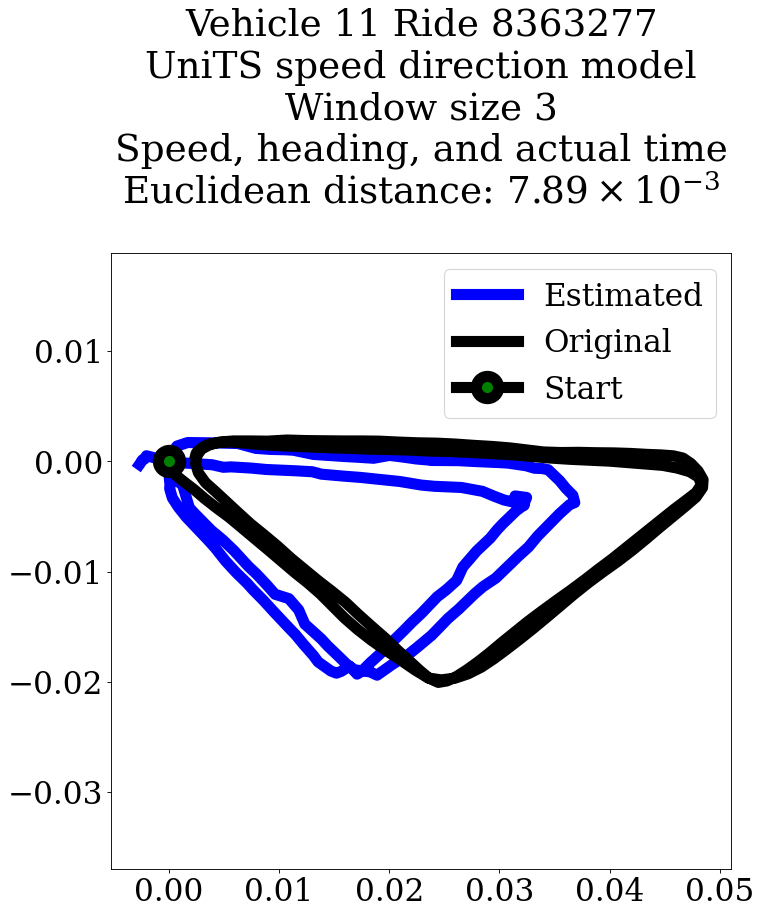 Vehicle 11 Ride 8363277
UniTS speed direction model
Window size 3
Speed, heading, and actual time
Euclidean distance: 7.89 × 10⁻³
Estimated
Original
Start
0.01
0.00
−0.01
−0.02
−0.03
0.00 0.01 0.02 0.03 0.04 0.05